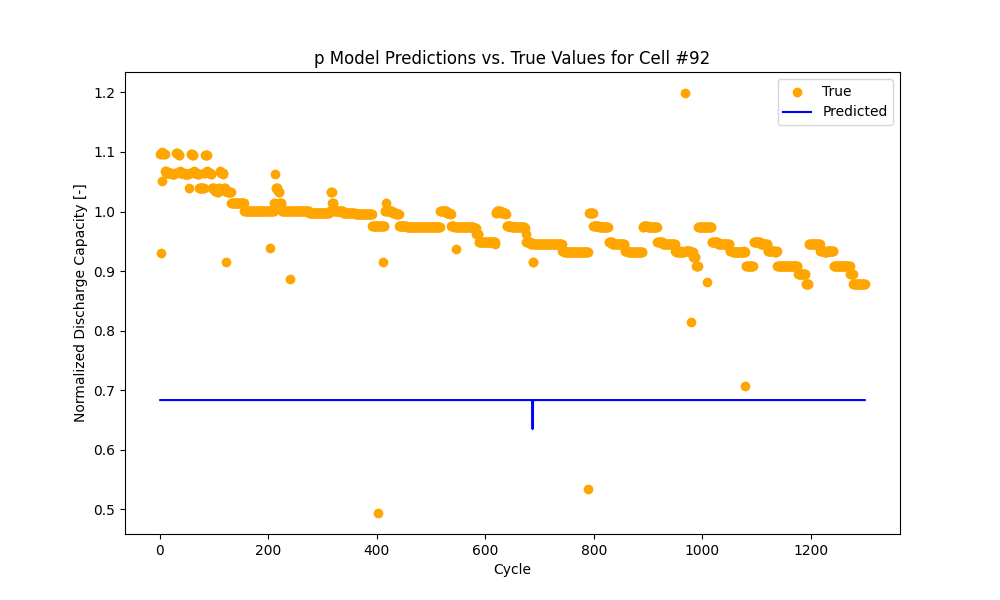 p Model Predictions vs. True Values for Cell #92
True
Predicted
Normalized Discharge Capacity [-]
1.2
1.1
1.0
0.9
0.8
0.7
0.6
0.5
0 200 400 600 800 1000 1200
Cycle